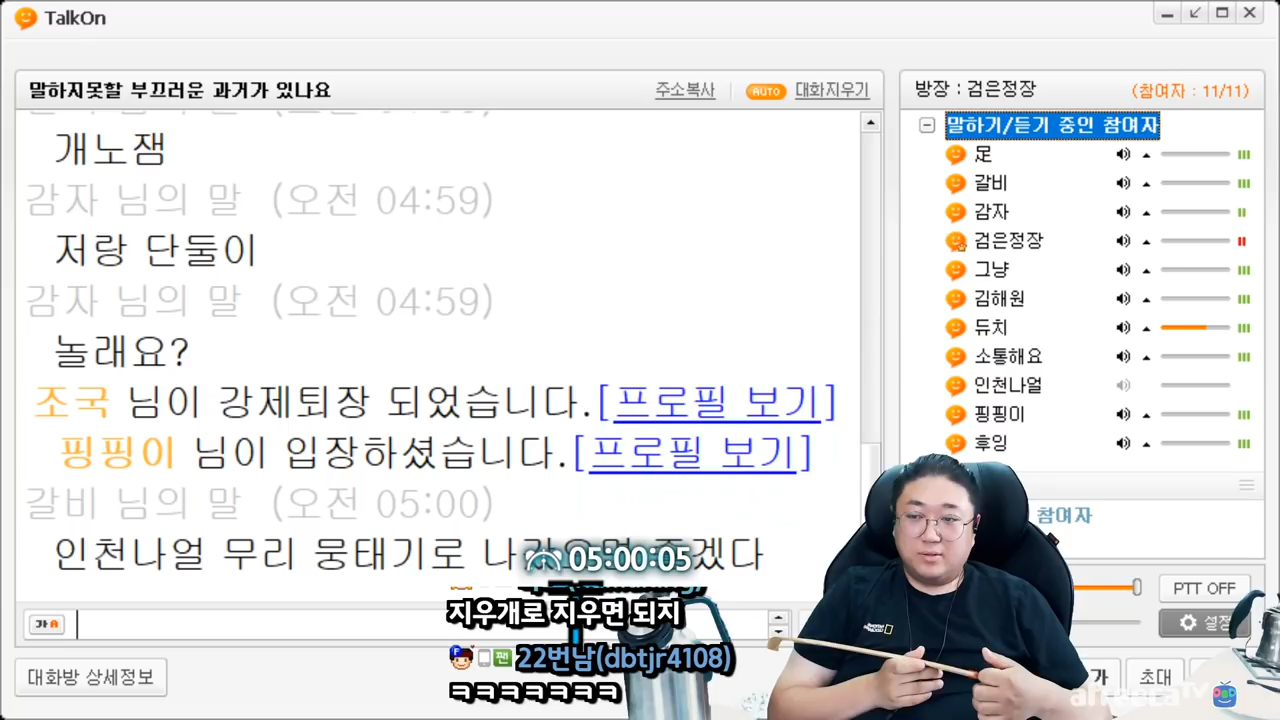 TalkOn
말하지못할 부끄러운 과거가 있나요
주소복사
AUTO
대화지우기
개노잼
감자 님의 말 (오전 04:59)
저랑 단둘이
감자 님의 말 (오전 04:59)
놀래요?
조국 님이 강제퇴장 되었습니다.[프로필 보기]
핑핑이 님이 입장하셨습니다.[프로필 보기]
갈비 님의 말 (오전 05:00)
인천나얼 무리 뭉태기로
05:00:05
지우개로 지우면 되지
22번남(dbtjr4108)
ㅋㅋㅋㅋㅋㅋㅋ
가
대화방 상세정보
방장 : 검은정장
(참여자 : 11/11)
말하기/듣기 중인 참여자
足
갈비
감자
검은정장
그냥
김해원
듀치
소통해요
인천나얼
핑핑이
후잉
참여자
PTT OFF
설정
가
초대
NATIONAL GEOGRAPHIC
afreecaTV